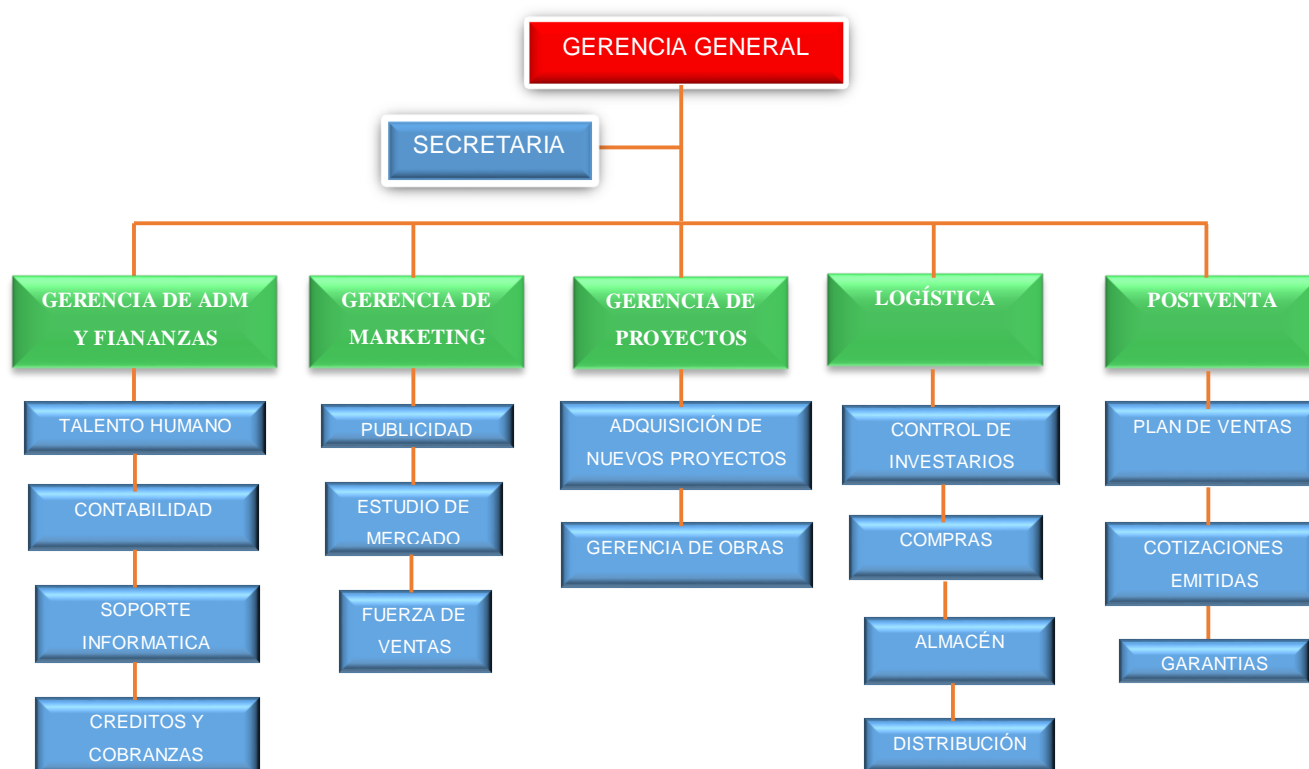 GERENCIA GENERAL
SECRETARIA
GERENCIA DE ADM
Y FIANANZAS
GERENCIA DE
MARKETING
GERENCIA DE
PROYECTOS
LOGÍSTICA
POSTVENTA
TALENTO HUMANO
CONTABILIDAD
SOPORTE
INFORMATICA
CREDITOS Y
COBRANZAS
PUBLICIDAD
ESTUDIO DE
MERCADO
FUERZA DE
VENTAS
ADQUISICIÓN DE
NUEVOS PROYECTOS
GERENCIA DE OBRAS
CONTROL DE
INVESTARIOS
COMPRAS
ALMACÉN
DISTRIBUCIÓN
PLAN DE VENTAS
COTIZACIONES
EMITIDAS
GARANTIAS